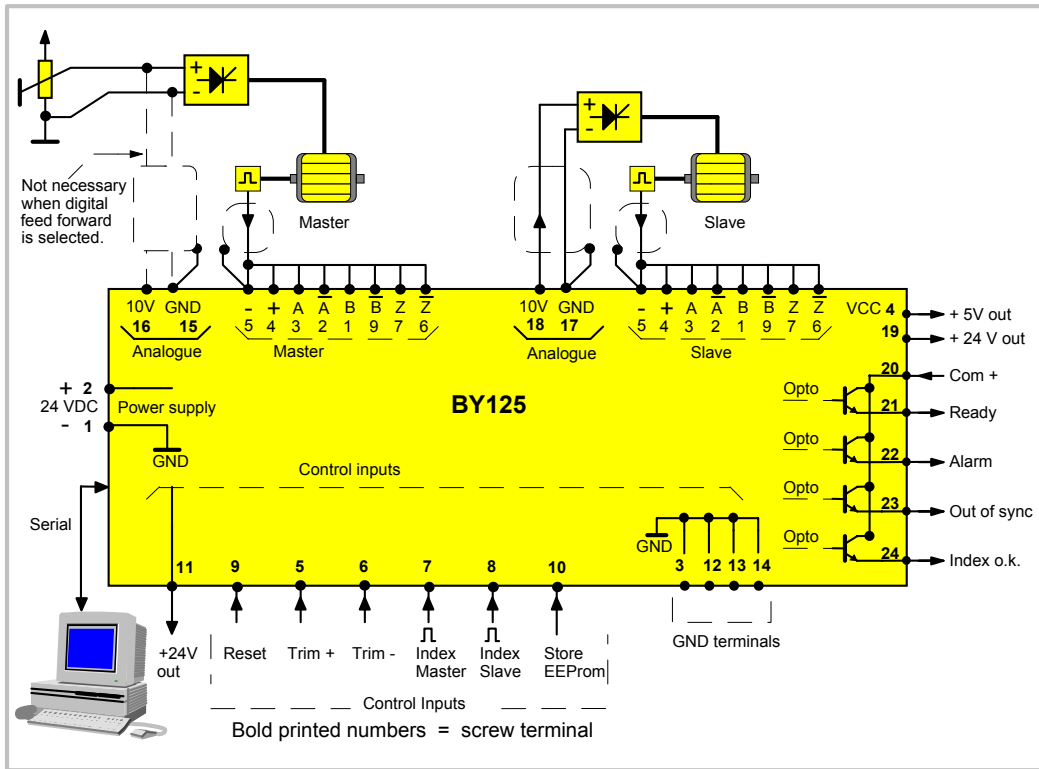 +
-
+
-
Not necessary
when digital
feed forward
is selected.
Master
Slave
10V GND
16 15
Analogue
- + A A̅ B B̅ Z Z̅
5 4 3 2 1 9 7 6
Master
10V GND
18 17
Analogue
- + A A̅ B B̅ Z Z̅
5 4 3 2 1 9 7 6
Slave
VCC 4
+ 5V out
19
+ 24 V out
20
Com +
Opto
21
Ready
Opto
22
Alarm
Opto
23
Out of sync
Opto
24
Index o.k.
+ 2
24 VDC
- 1
Power supply
GND
BY125
Control inputs
Serial
GND
11 9 5 6 7 8 10
3 12 13 14
+24V
out
Reset
Trim +
Trim -
Index
Master
Index
Slave
Store
EEProm
GND terminals
Control Inputs
Bold printed numbers = screw terminal